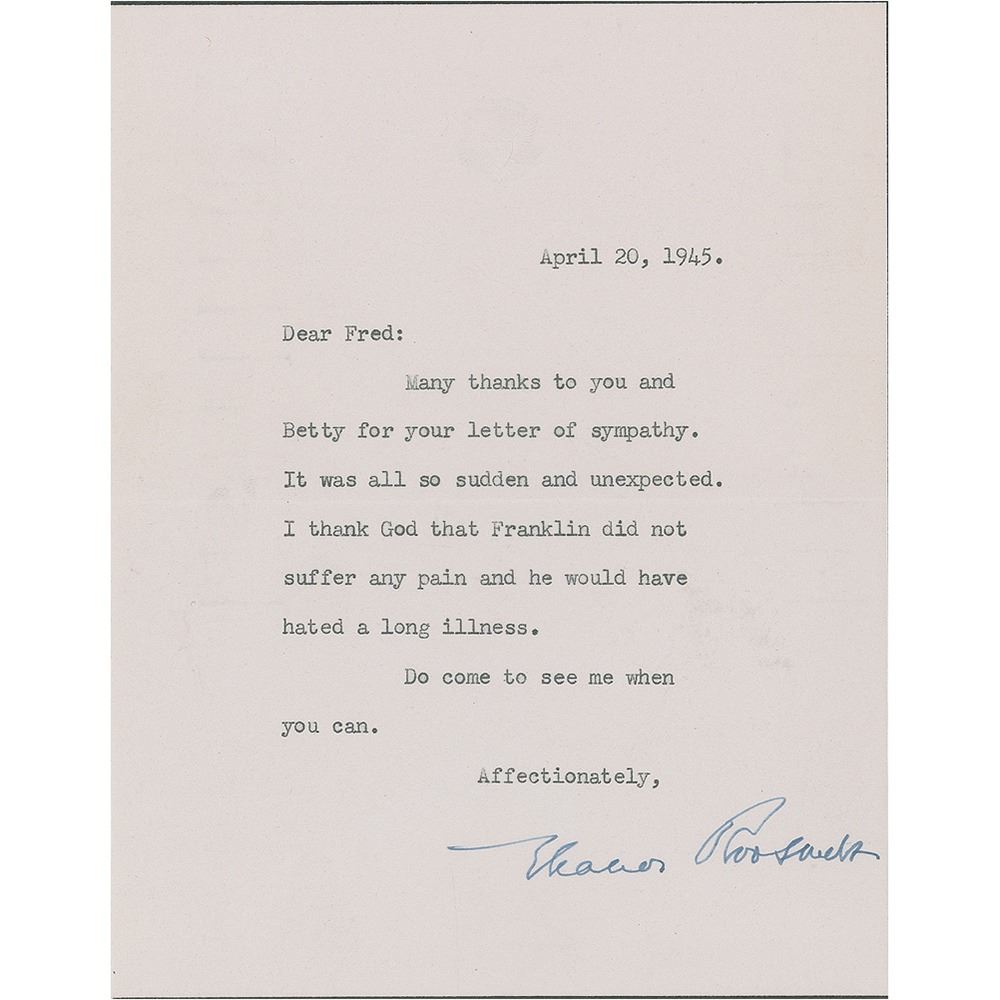 April 20, 1945.
Dear Fred:
Many thanks to you and
Betty for your letter of sympathy.
It was all so sudden and unexpected.
I thank God that Franklin did not
suffer any pain and he would have
hated a long illness.
Do come to see me when
you can.
Affectionately,
Eleanor Roosevelt